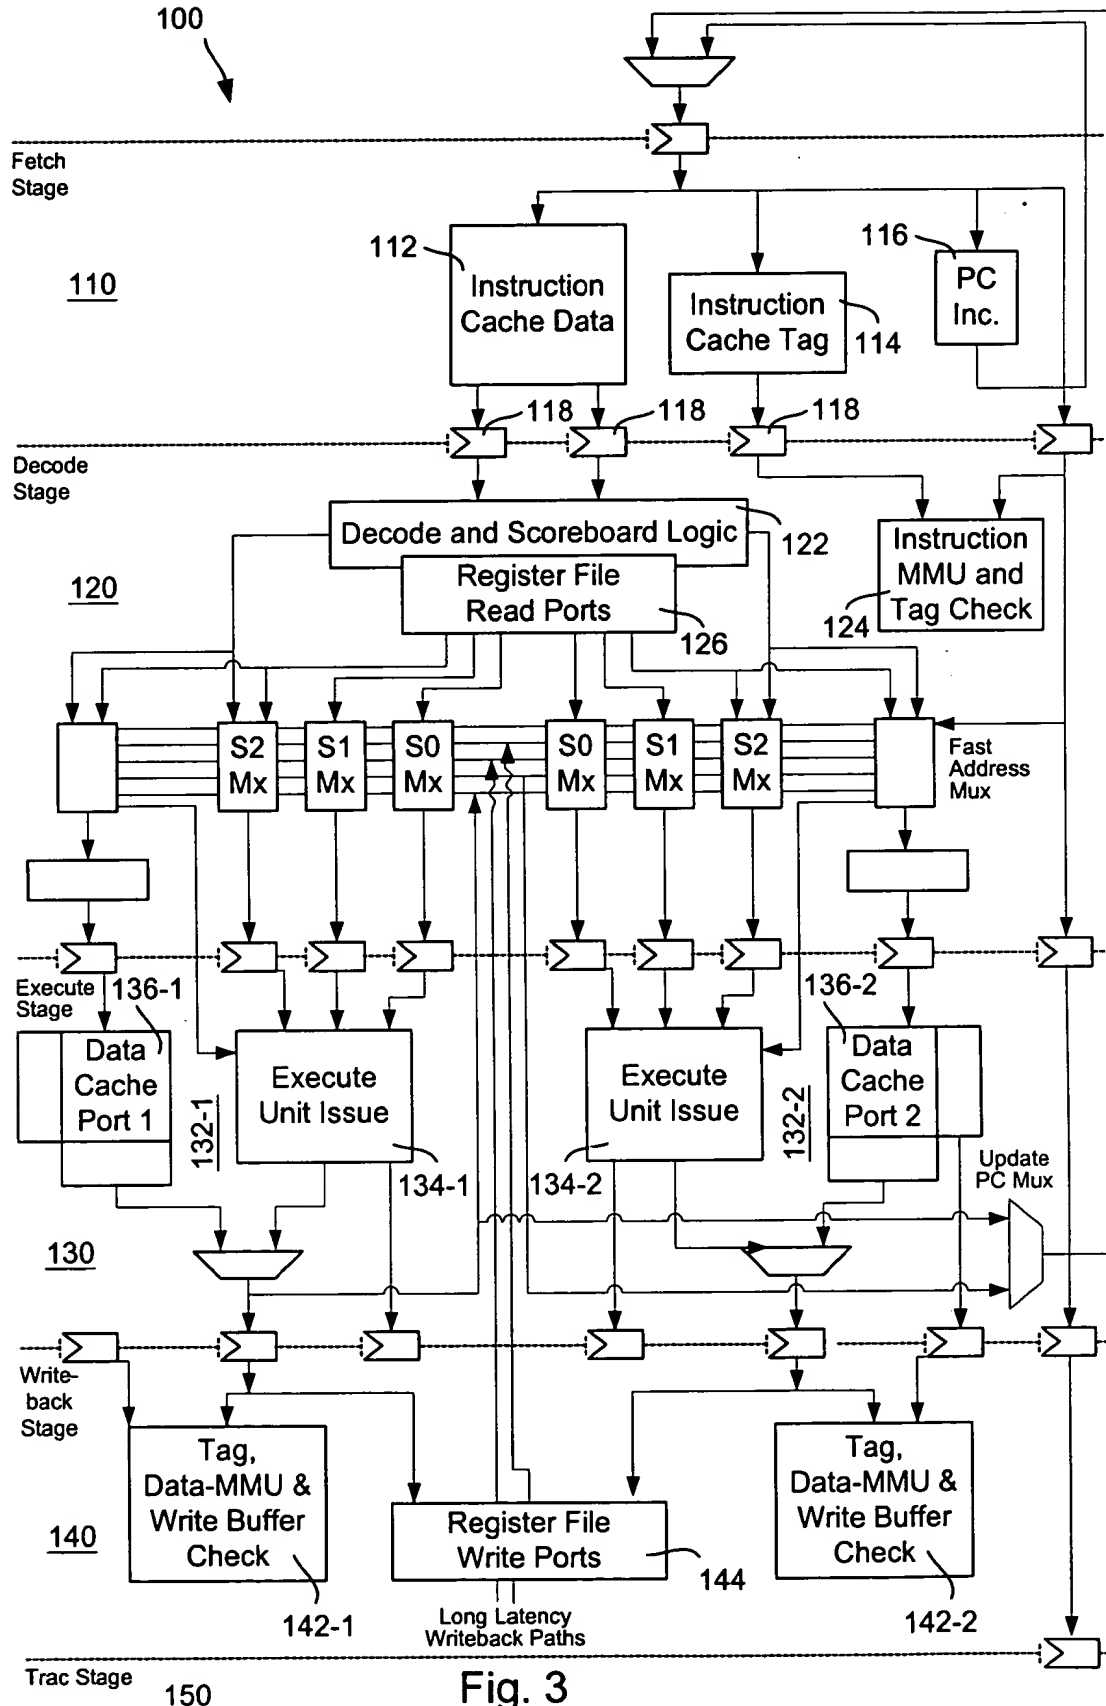 100
Fetch
Stage
110
112
Instruction
Cache Data
Instruction
Cache Tag
114
116
PC
Inc.
118
118
118
Decode
Stage
Decode and Scoreboard Logic
122
Instruction
MMU and
Tag Check
124
120
Register File
Read Ports
126
S2
Mx
S1
Mx
S0
Mx
S0
Mx
S1
Mx
S2
Mx
Fast
Address
Mux
Execute
Stage
136-1
Data
Cache
Port 1
132-1
Execute
Unit Issue
134-1
Execute
Unit Issue
134-2
132-2
136-2
Data
Cache
Port 2
Update
PC Mux
130
Write-
back
Stage
140
Tag,
Data-MMU &
Write Buffer
Check
142-1
Register File
Write Ports
144
Tag,
Data-MMU &
Write Buffer
Check
142-2
Long Latency
Writeback Paths
Trac Stage
150
Fig. 3